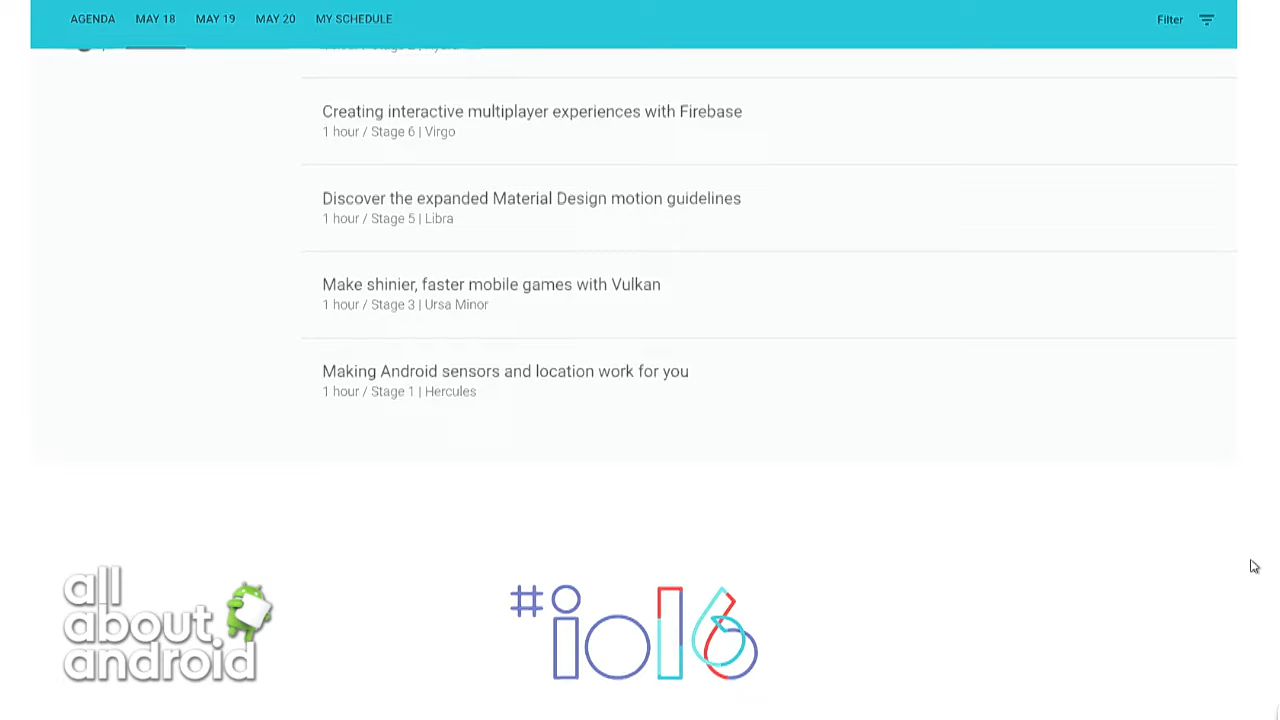 AGENDA MAY 18 MAY 19 MAY 20 MY SCHEDULE Filter
Creating interactive multiplayer experiences with Firebase
1 hour / Stage 6 | Virgo
Discover the expanded Material Design motion guidelines
1 hour / Stage 5 | Libra
Make shinier, faster mobile games with Vulkan
1 hour / Stage 3 | Ursa Minor
Making Android sensors and location work for you
1 hour / Stage 1 | Hercules
all
about
android
#io16